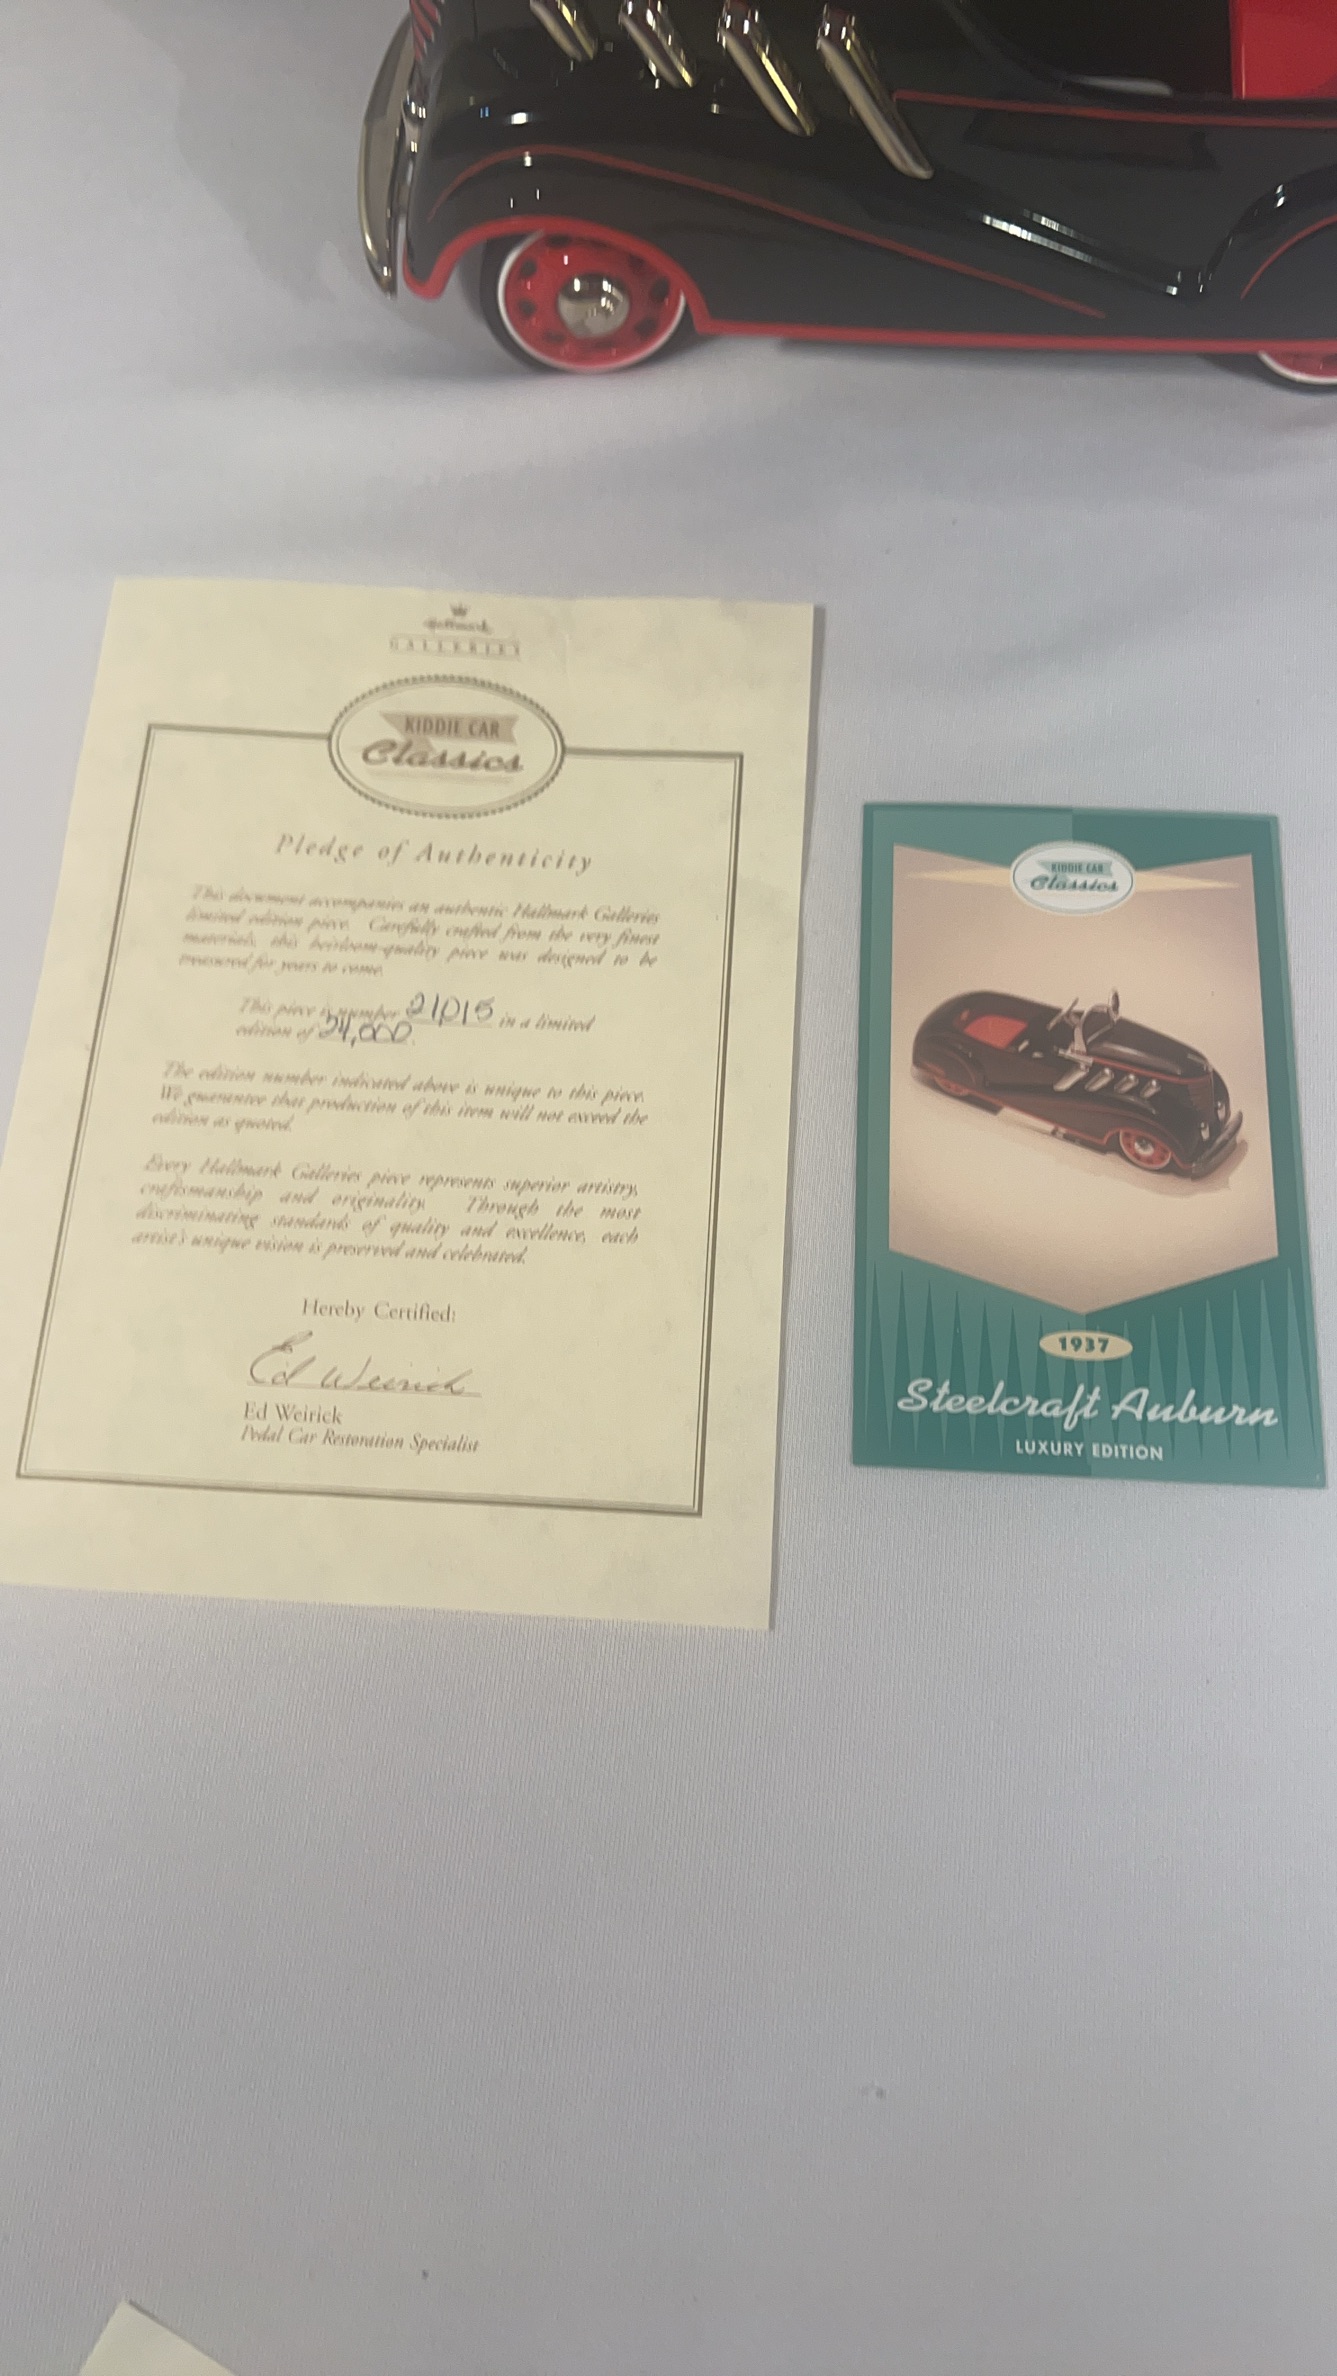 Hallmark
GALLERIES
KIDDIE CAR
Classics
Pledge of Authenticity
This document accompanies an authentic Hallmark Galleries
limited edition piece. Carefully crafted from the very finest
materials, this heirloom-quality piece was designed to be
treasured for years to come.
This piece is number 21,015 in a limited
edition of 24,000.
The edition number indicated above is unique to this piece.
We guarantee that production of this item will not exceed the
edition as quoted.
Every Hallmark Galleries piece represents superior artistry,
craftsmanship and originality. Through the most
discriminating standards of quality and excellence, each
artist's unique vision is preserved and celebrated.
Hereby Certified:
Ed Weirick
Ed Weirick
Pedal Car Restoration Specialist
KIDDIE CAR
Classics
1937
Steelcraft Auburn
LUXURY EDITION